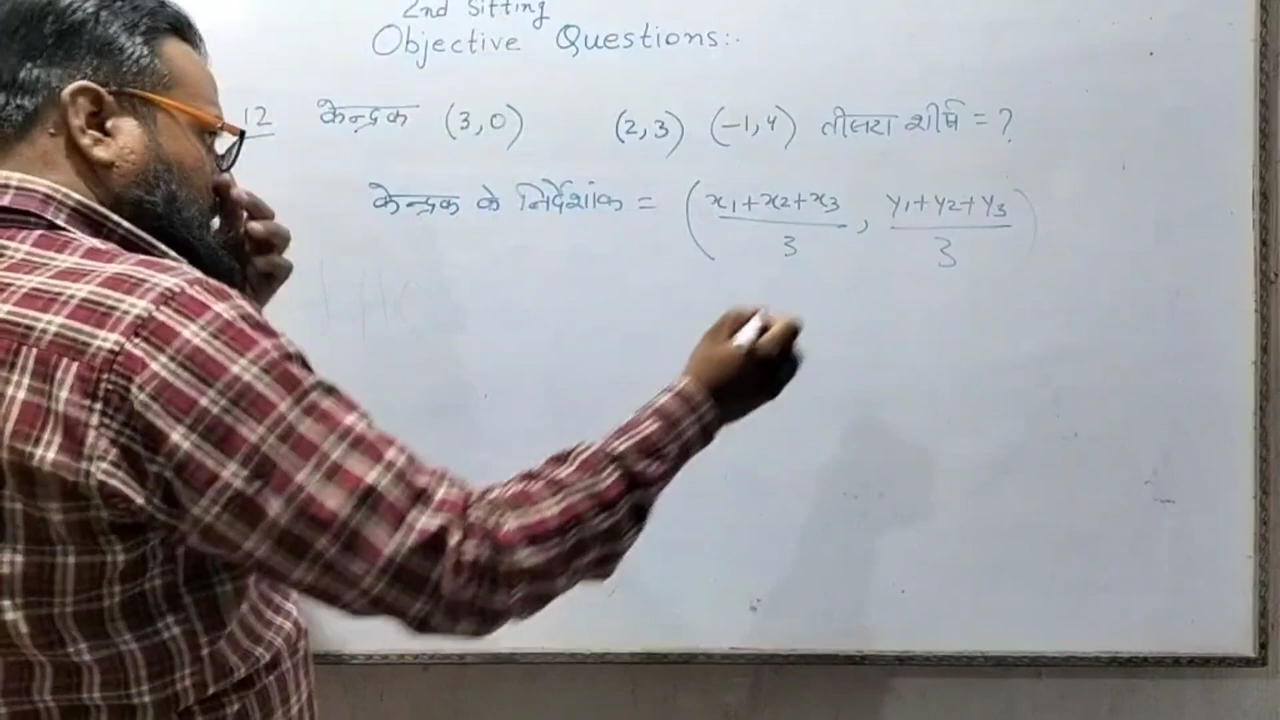 2nd Sitting
Objective Questions:.
12 केन्द्रक (3,0) (2,3) (-1,4) तीसरा शीर्ष = ?
केन्द्रक के निर्देशांक = ( x₁+x₂+x₃ / 3 , y₁+y₂+y₃ / 3 )